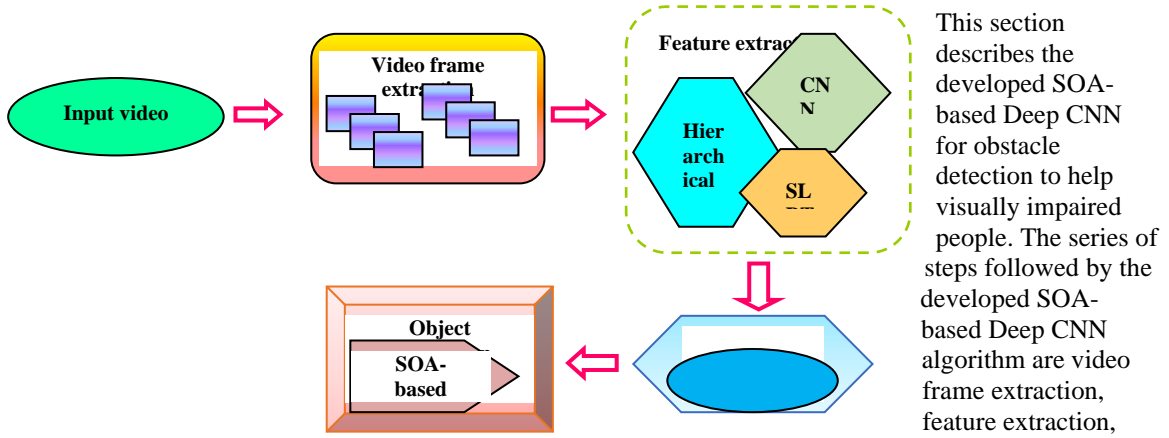 Input video
Video frame
extraction
Feature extrac
CN
N
Hier
arch
ical
SL
Object
SOA-
based
This section
describes the
developed SOA-
based Deep CNN
for obstacle
detection to help
visually impaired
people. The series of
steps followed by the
developed SOA-
based Deep CNN
algorithm are video
frame extraction,
feature extraction,